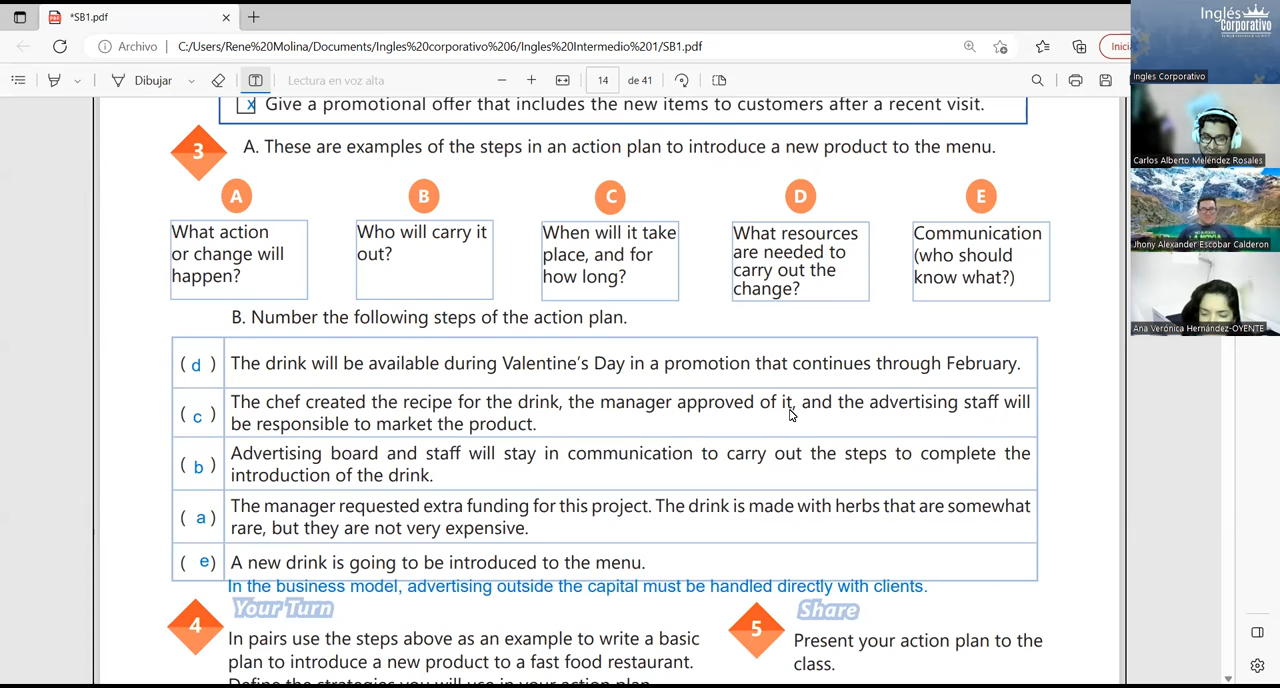 *SB1.pdf
Archivo C:/Users/Rene%20Molina/Documents/Ingles%20corporativo%206/Ingles%20Intermedio%201/SB1.pdf Inici
Dibujar Lectura en voz alta 14 de 41
x Give a promotional offer that includes the new items to customers after a recent visit.
3 A. These are examples of the steps in an action plan to introduce a new product to the menu.
A B C D E
What action
or change will
happen?
Who will carry it
out?
When will it take
place, and for
how long?
What resources
are needed to
carry out the
change?
Communication
(who should
know what?)
B. Number the following steps of the action plan.
( d ) The drink will be available during Valentine's Day in a promotion that continues through February.
( c ) The chef created the recipe for the drink, the manager approved of it, and the advertising staff will
be responsible to market the product.
( b ) Advertising board and staff will stay in communication to carry out the steps to complete the
introduction of the drink.
( a ) The manager requested extra funding for this project. The drink is made with herbs that are somewhat
rare, but they are not very expensive.
( e ) A new drink is going to be introduced to the menu.
In the business model, advertising outside the capital must be handled directly with clients.
4 Your Turn
In pairs use the steps above as an example to write a basic
plan to introduce a new product to a fast food restaurant.
Define the strategies you will use in your action plan.
5 Share
Present your action plan to the
class.
Inglés
Corporativo
Ingles Corporativo
Carlos Alberto Meléndez Rosales
Jhony Alexander Escobar Calderon
Ana Verónica Hernández-OYENTE